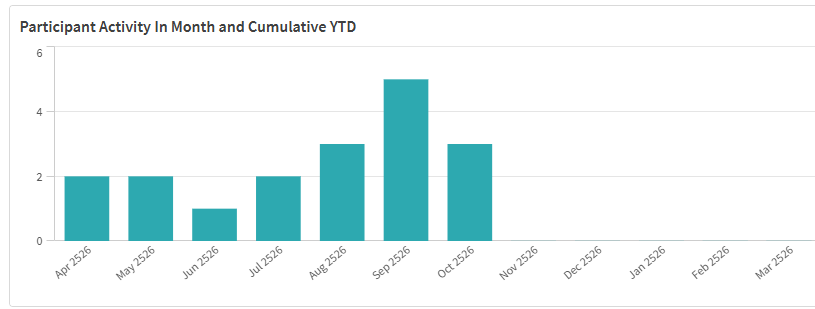 Participant Activity In Month and Cumulative YTD
6
4
2
0
Apr 2526
May 2526
Jun 2526
Jul 2526
Aug 2526
Sep 2526
Oct 2526
Nov 2526
Dec 2526
Jan 2526
Feb 2526
Mar 2526